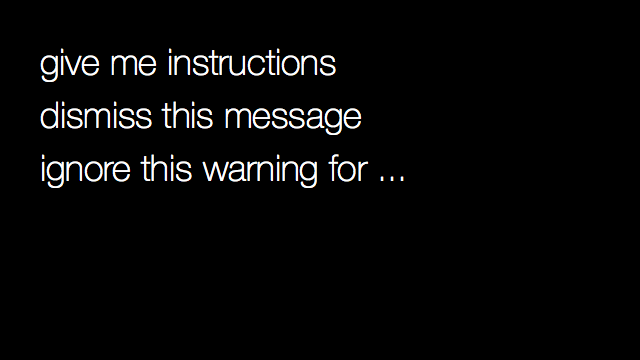 give me instructions
dismiss this message
ignore this warning for ...